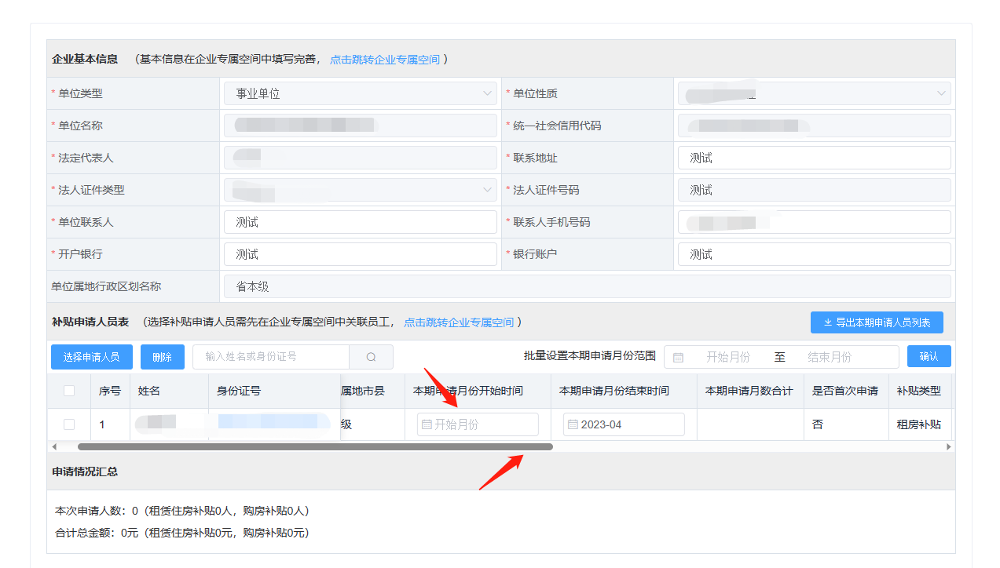 企业基本信息 （基本信息在企业专属空间中填写完善， 点击跳转企业专属空间 ）
* 单位类型 事业单位 * 单位性质
* 单位名称 * 统一社会信用代码
* 法定代表人 * 联系地址 测试
* 法人证件类型 * 法人证件号码 测试
* 单位联系人 测试 * 联系人手机号码
* 开户银行 测试 * 银行账户 测试
单位属地行政区划名称 省本级
补贴申请人员表 （选择补贴申请人员需先在企业专属空间中关联员工， 点击跳转企业专属空间 ） 导出本期申请人员列表
选择申请人员 删除 输入姓名或身份证号 批量设置本期申请月份范围 开始月份 至 结束月份 确认
序号 姓名 身份证号 属地市县 本期申请月份开始时间 本期申请月份结束时间 本期申请月数合计 是否首次申请 补贴类型
1 级 开始月份 2023-04 否 租房补贴
申请情况汇总
本次申请人数：0（租赁住房补贴0人，购房补贴0人）
合计总金额：0元（租赁住房补贴0元，购房补贴0元）